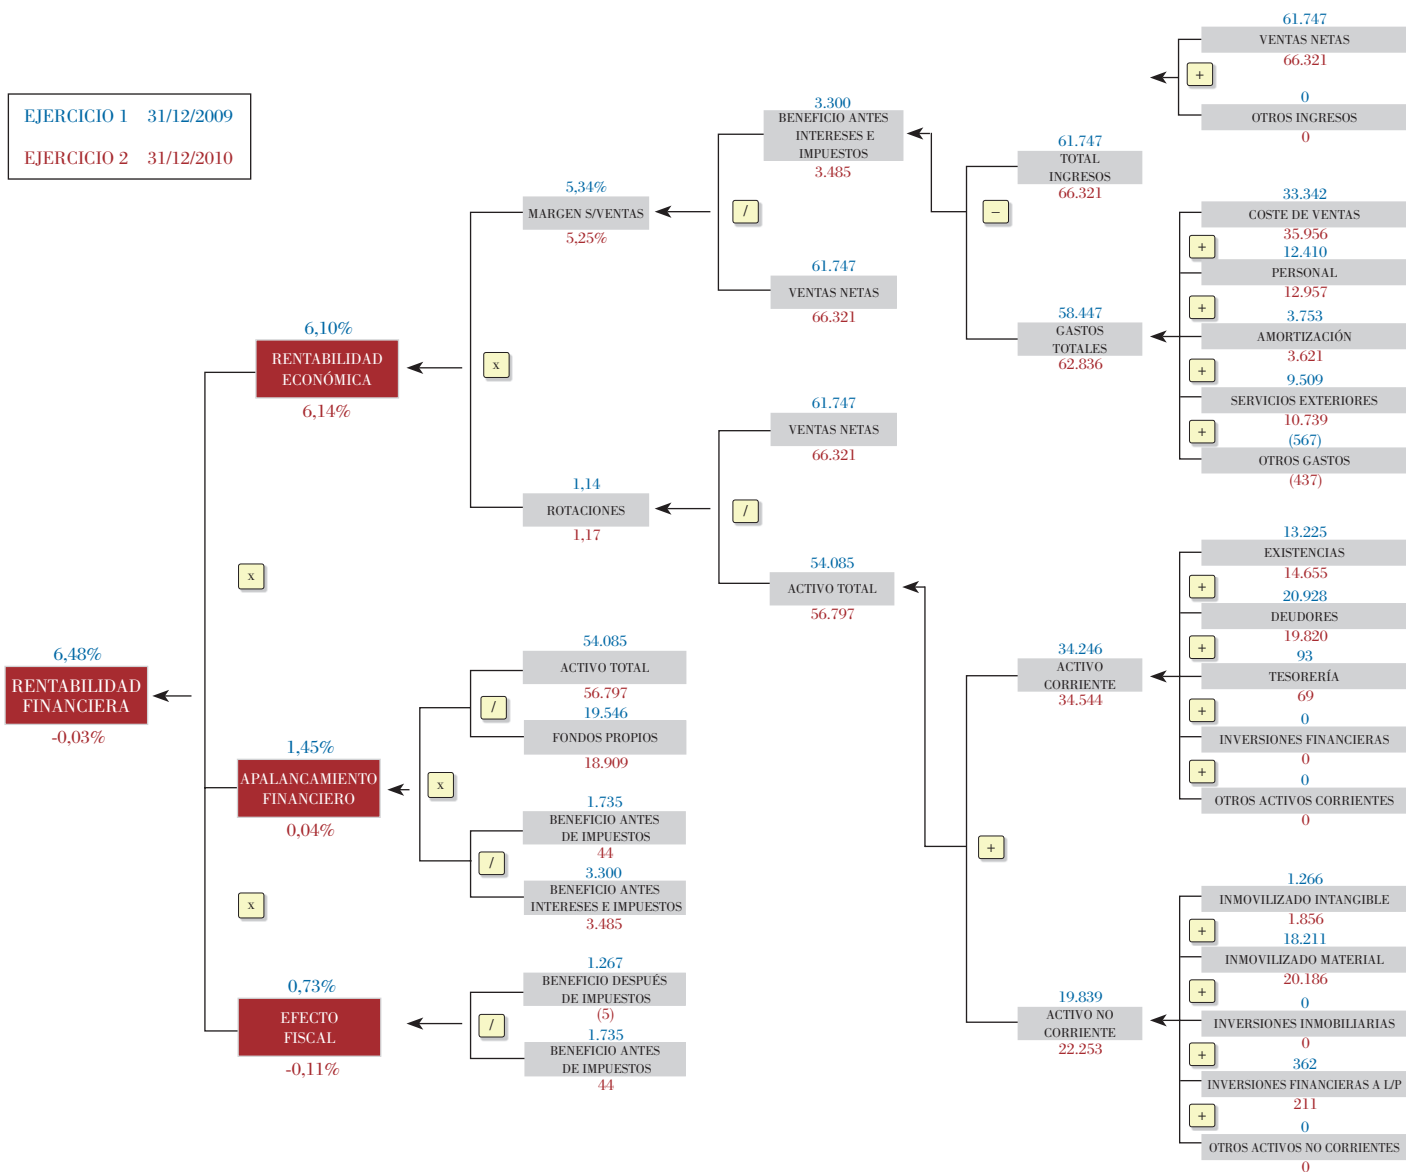 EJERCICIO 1 31/12/2009
EJERCICIO 2 31/12/2010
6,48%
RENTABILIDAD
FINANCIERA
-0,03%
6,10%
RENTABILIDAD
ECONÓMICA
6,14%
x
1,45%
APALANCAMIENTO
FINANCIERO
0,04%
x
0,73%
EFECTO
FISCAL
-0,11%
5,34%
MARGEN S/VENTAS
5,25%
x
1,14
ROTACIONES
1,17
54.085
ACTIVO TOTAL
56.797
/
19.546
FONDOS PROPIOS
18.909
x
1.735
BENEFICIO ANTES
DE IMPUESTOS
44
/
3.300
BENEFICIO ANTES
INTERESES E IMPUESTOS
3.485
1.267
BENEFICIO DESPUÉS
DE IMPUESTOS
(5)
/
1.735
BENEFICIO ANTES
DE IMPUESTOS
44
3.300
BENEFICIO ANTES
INTERESES E
IMPUESTOS
3.485
/
61.747
VENTAS NETAS
66.321
61.747
VENTAS NETAS
66.321
/
54.085
ACTIVO TOTAL
56.797
61.747
TOTAL
INGRESOS
66.321
−
58.447
GASTOS
TOTALES
62.836
34.246
ACTIVO
CORRIENTE
34.544
+
19.839
ACTIVO NO
CORRIENTE
22.253
61.747
VENTAS NETAS
66.321
+
0
OTROS INGRESOS
0
33.342
COSTE DE VENTAS
35.956
+
12.410
PERSONAL
12.957
+
3.753
AMORTIZACIÓN
3.621
+
9.509
SERVICIOS EXTERIORES
10.739
+
(567)
OTROS GASTOS
(437)
13.225
EXISTENCIAS
14.655
+
20.928
DEUDORES
19.820
+
93
TESORERÍA
69
+
0
INVERSIONES FINANCIERAS
0
+
0
OTROS ACTIVOS CORRIENTES
0
1.266
INMOVILIZADO INTANGIBLE
1.856
+
18.211
INMOVILIZADO MATERIAL
20.186
+
0
INVERSIONES INMOBILIARIAS
0
+
362
INVERSIONES FINANCIERAS A L/P
211
+
0
OTROS ACTIVOS NO CORRIENTES
0